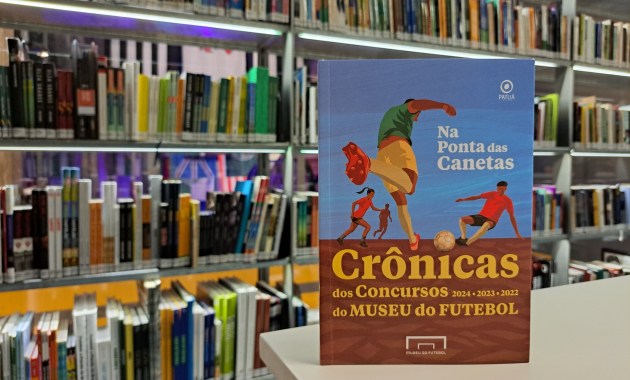 PATUÁ
Na
Ponta das
Canetas
Crônicas
dos Concursos 2024 • 2023 • 2022
do MUSEU do FUTEBOL
MUSEU DO FUTEBOL